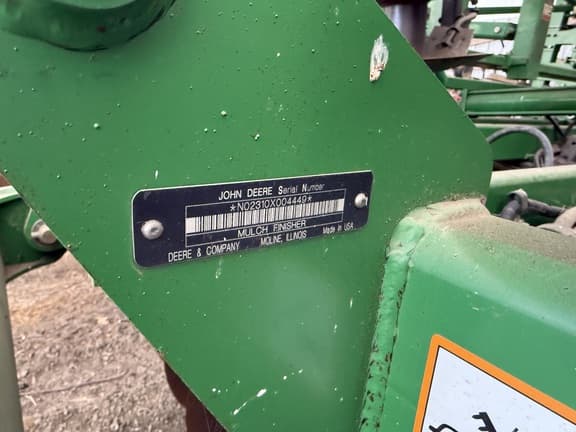 JOHN DEERE Serial Number
*N02310X004449*
MULCH FINISHER
DEERE & COMPANY MOLINE, ILLINOIS Made in USA